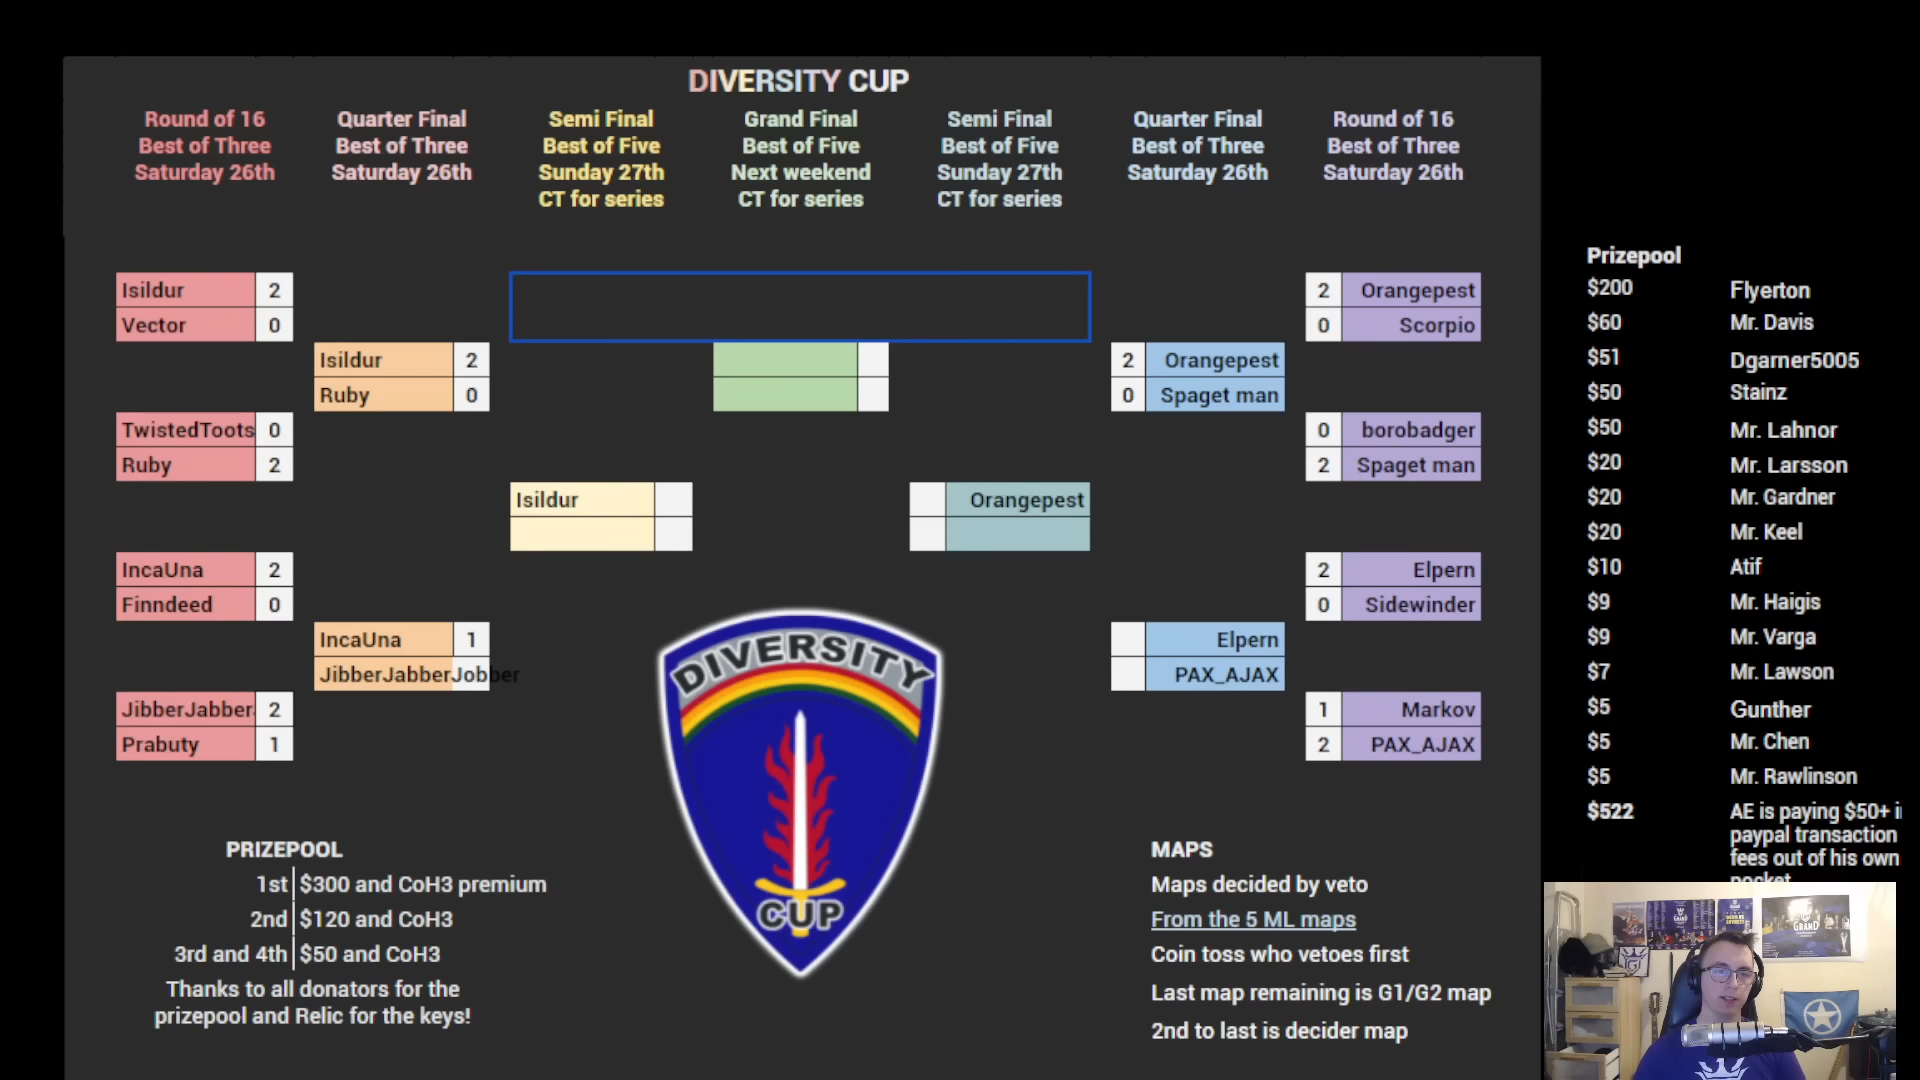 DIVERSITY CUP
Round of 16
Best of Three
Saturday 26th
Quarter Final
Best of Three
Saturday 26th
Semi Final
Best of Five
Sunday 27th
CT for series
Grand Final
Best of Five
Next weekend
CT for series
Semi Final
Best of Five
Sunday 27th
CT for series
Quarter Final
Best of Three
Saturday 26th
Round of 16
Best of Three
Saturday 26th
Isildur 2
Vector 0
TwistedToots 0
Ruby 2
IncaUna 2
Finndeed 0
JibberJabber 2
Prabuty 1
Isildur 2
Ruby 0
IncaUna 1
JibberJabberJobber
Isildur
Orangepest
2 Orangepest
0 Spaget man
Elpern
PAX_AJAX
2 Orangepest
0 Scorpio
0 borobadger
2 Spaget man
2 Elpern
0 Sidewinder
1 Markov
2 PAX_AJAX
DIVERSITY
CUP
PRIZEPOOL
1st $300 and CoH3 premium
2nd $120 and CoH3
3rd and 4th $50 and CoH3
Thanks to all donators for the
prizepool and Relic for the keys!
MAPS
Maps decided by veto
From the 5 ML maps
Coin toss who vetoes first
Last map remaining is G1/G2 map
2nd to last is decider map
Prizepool
$200 Flyerton
$60 Mr. Davis
$51 Dgarner5005
$50 Stainz
$50 Mr. Lahnor
$20 Mr. Larsson
$20 Mr. Gardner
$20 Mr. Keel
$10 Atif
$9 Mr. Haigis
$9 Mr. Varga
$7 Mr. Lawson
$5 Gunther
$5 Mr. Chen
$5 Mr. Rawlinson
$522 AE is paying $50+ i
paypal transaction
fees out of his own
pocket
GRAND